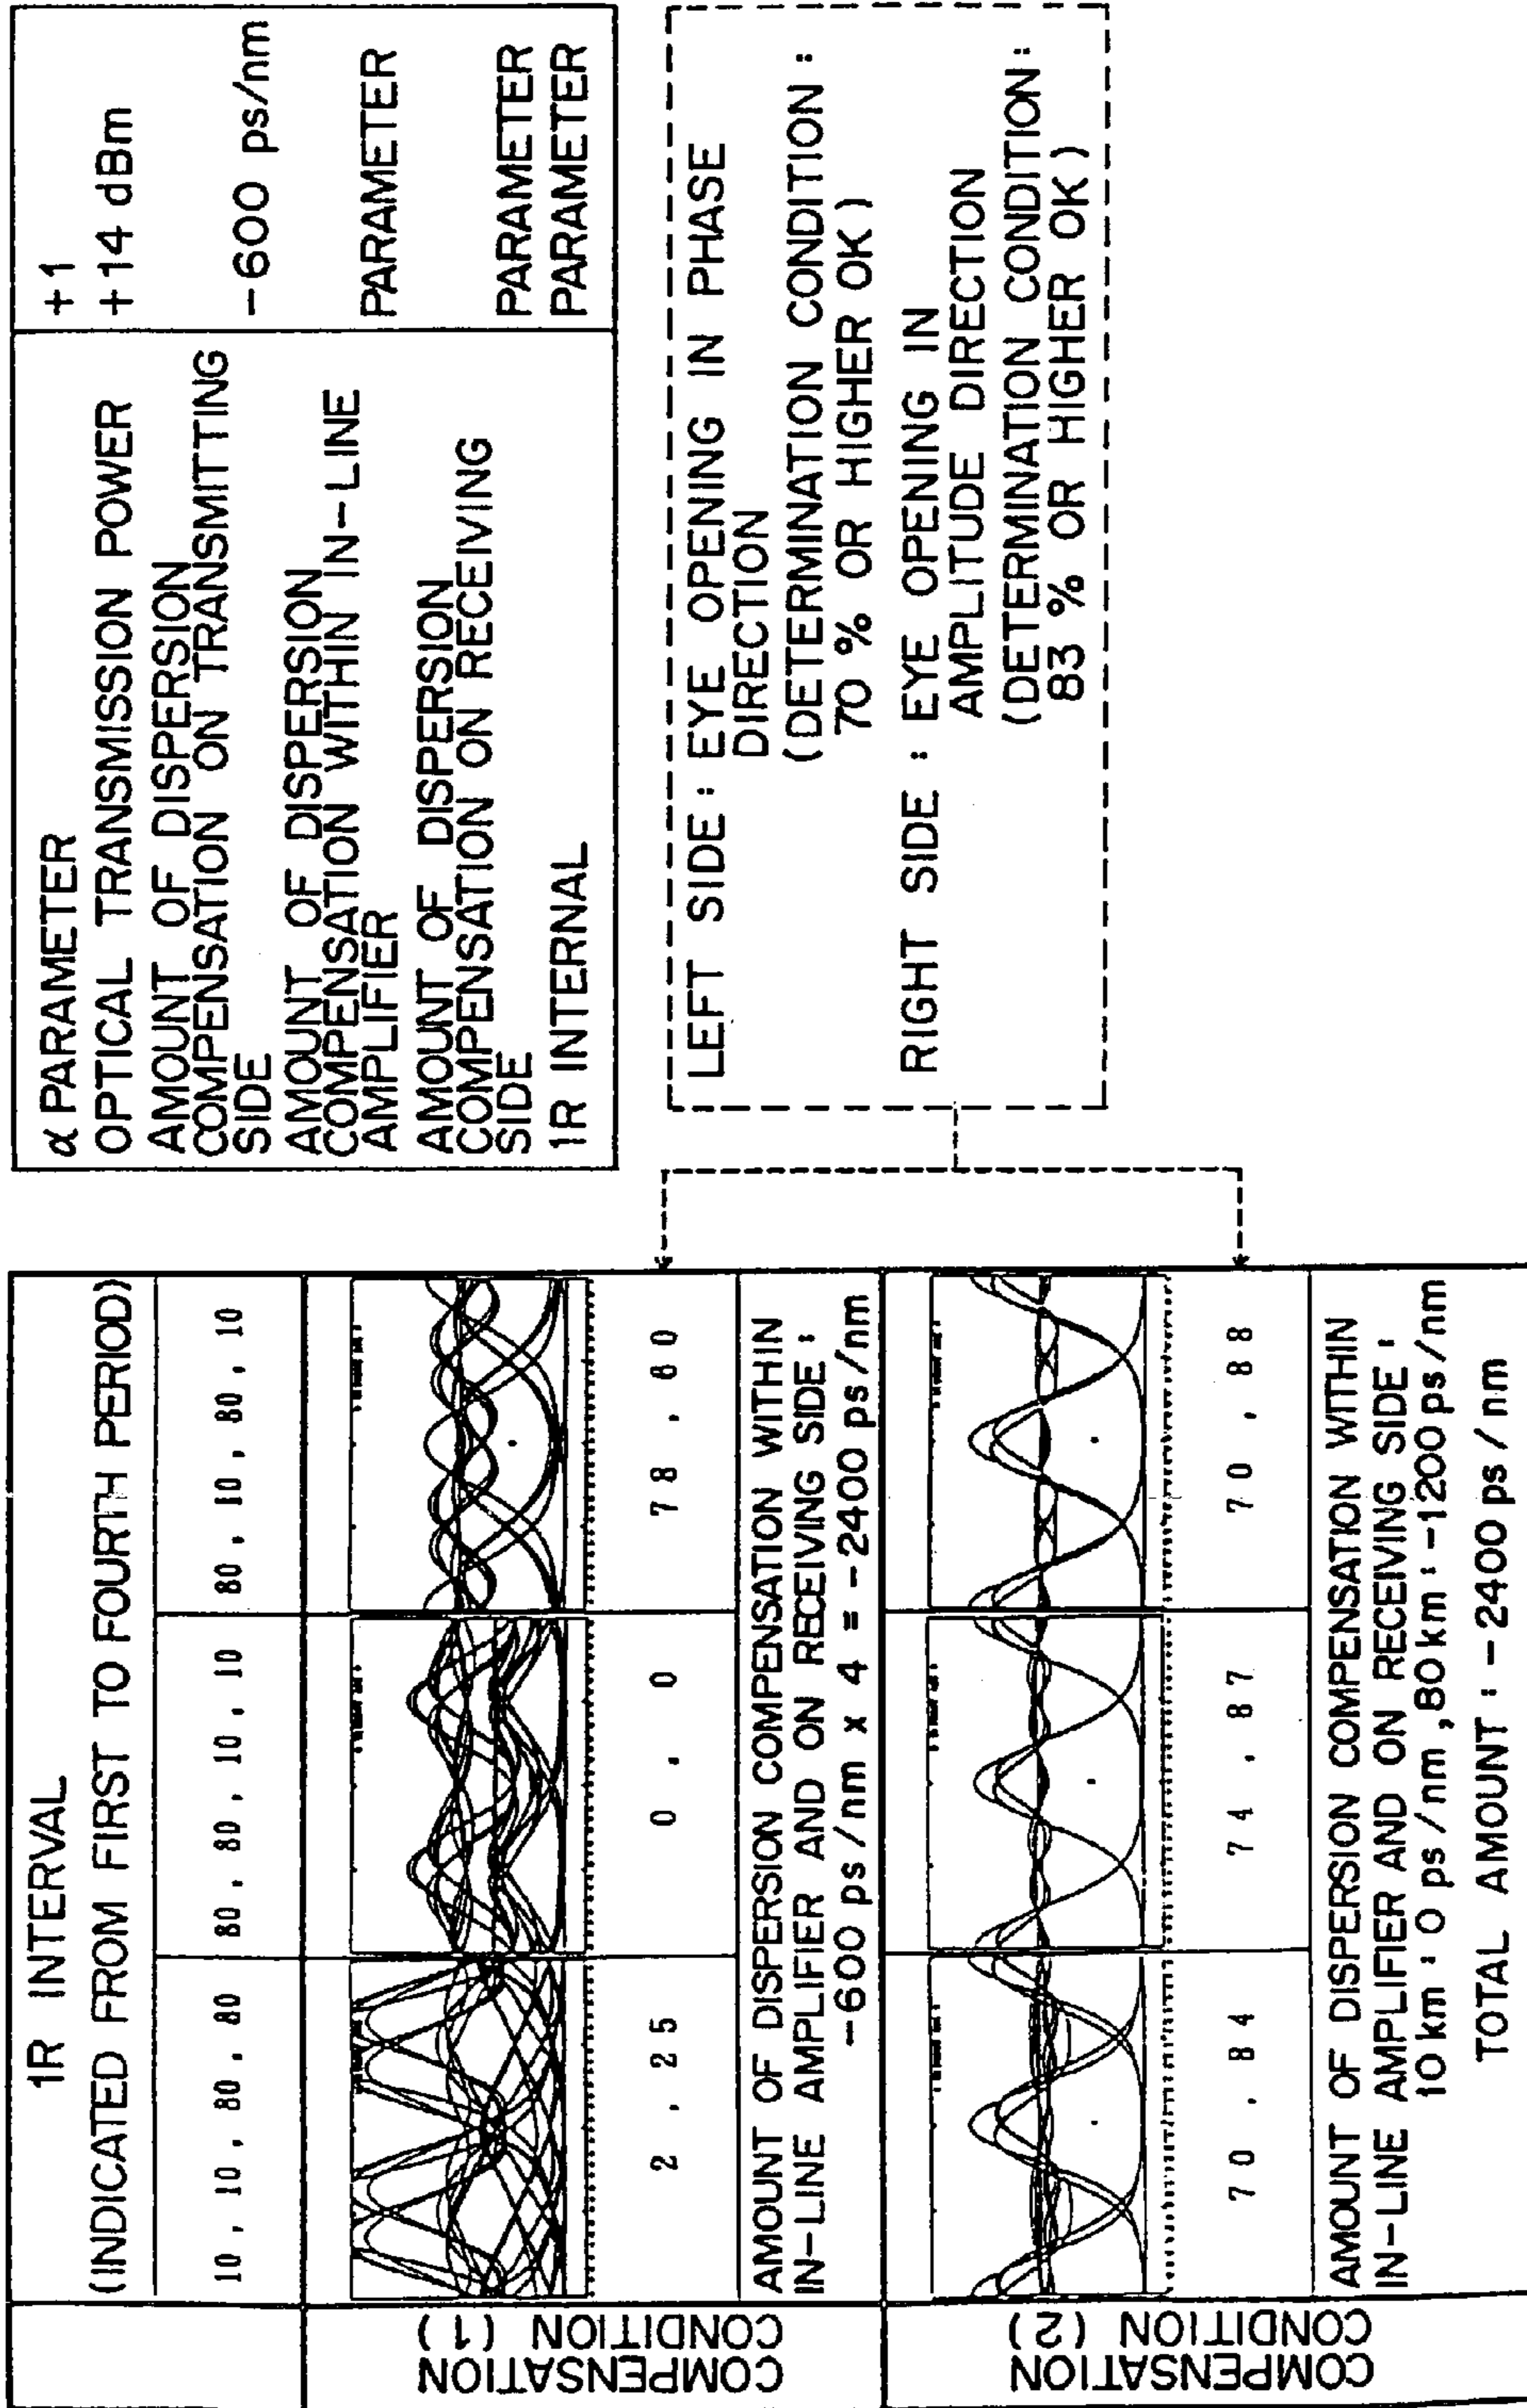 1R INTERVAL
(INDICATED FROM FIRST TO FOURTH PERIOD)
10, 10, 80, 80
80, 80, 10, 10
80, 10, 80, 10
COMPENSATION
CONDITION (1)
2, 25
0, 0
78, 60
AMOUNT OF DISPERSION COMPENSATION WITHIN
IN-LINE AMPLIFIER AND ON RECEIVING SIDE:
-600 ps/nm x 4 = -2400 ps/nm
COMPENSATION
CONDITION (2)
70, 84
74, 87
70, 88
AMOUNT OF DISPERSION COMPENSATION WITHIN
IN-LINE AMPLIFIER AND ON RECEIVING SIDE:
10 km : 0 ps/nm, 80 km : -1200 ps/nm
TOTAL AMOUNT : -2400 ps/nm
α PARAMETER +1
OPTICAL TRANSMISSION POWER +14 dBm
AMOUNT OF DISPERSION
COMPENSATION ON TRANSMITTING
SIDE -600 ps/nm
AMOUNT OF DISPERSION
COMPENSATION WITHIN IN-LINE
AMPLIFIER PARAMETER
AMOUNT OF DISPERSION
COMPENSATION ON RECEIVING
SIDE PARAMETER
1R INTERNAL PARAMETER
LEFT SIDE : EYE OPENING IN PHASE
DIRECTION
(DETERMINATION CONDITION :
70 % OR HIGHER OK)
RIGHT SIDE : EYE OPENING IN
AMPLITUDE DIRECTION
(DETERMINATION CONDITION:
83 % OR HIGHER OK)